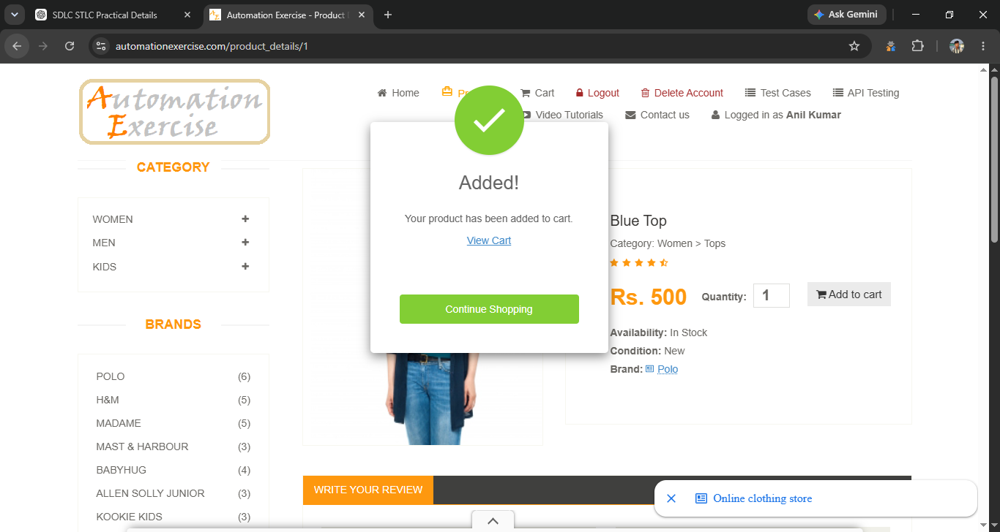 SDLC STLC Practical Details
Automation Exercise - Product
Ask Gemini
automationexercise.com/product_details/1
Automation
Exercise
Home
Cart
Logout
Delete Account
Test Cases
API Testing
Video Tutorials
Contact us
Logged in as Anil Kumar
CATEGORY
WOMEN +
MEN +
KIDS +
BRANDS
POLO (6)
H&M (5)
MADAME (5)
MAST & HARBOUR (3)
BABYHUG (4)
ALLEN SOLLY JUNIOR (3)
KOOKIE KIDS (3)
Added!
Your product has been added to cart.
View Cart
Continue Shopping
Blue Top
Category: Women > Tops
Rs. 500 Quantity: 1 Add to cart
Availability: In Stock
Condition: New
Brand: Polo
WRITE YOUR REVIEW
Online clothing store